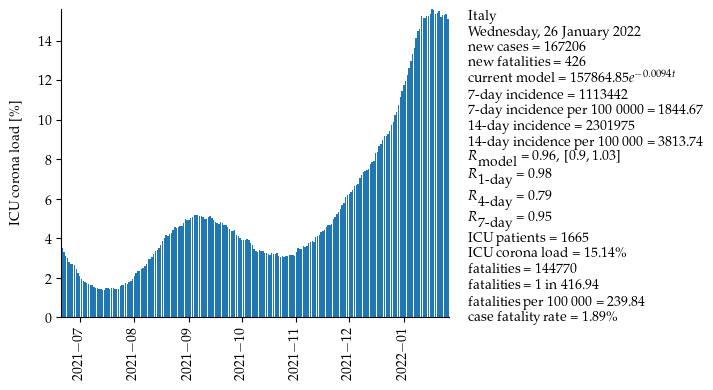 ICU corona load [%]
14
12
10
8
6
4
2
0
2021−07
2021−08
2021−09
2021−10
2021−11
2021−12
2022−01
Italy
Wednesday, 26 January 2022
new cases = 167206
new fatalities = 426
current model = 157864.85e^{−0.0094t}
7-day incidence = 1113442
7-day incidence per 100 0000 = 1844.67
14-day incidence = 2301975
14-day incidence per 100 000 = 3813.74
R_model = 0.96, [0.9, 1.03]
R_1-day = 0.98
R_4-day = 0.79
R_7-day = 0.95
ICU patients = 1665
ICU corona load = 15.14%
fatalities = 144770
fatalities = 1 in 416.94
fatalities per 100 000 = 239.84
case fatality rate = 1.89%